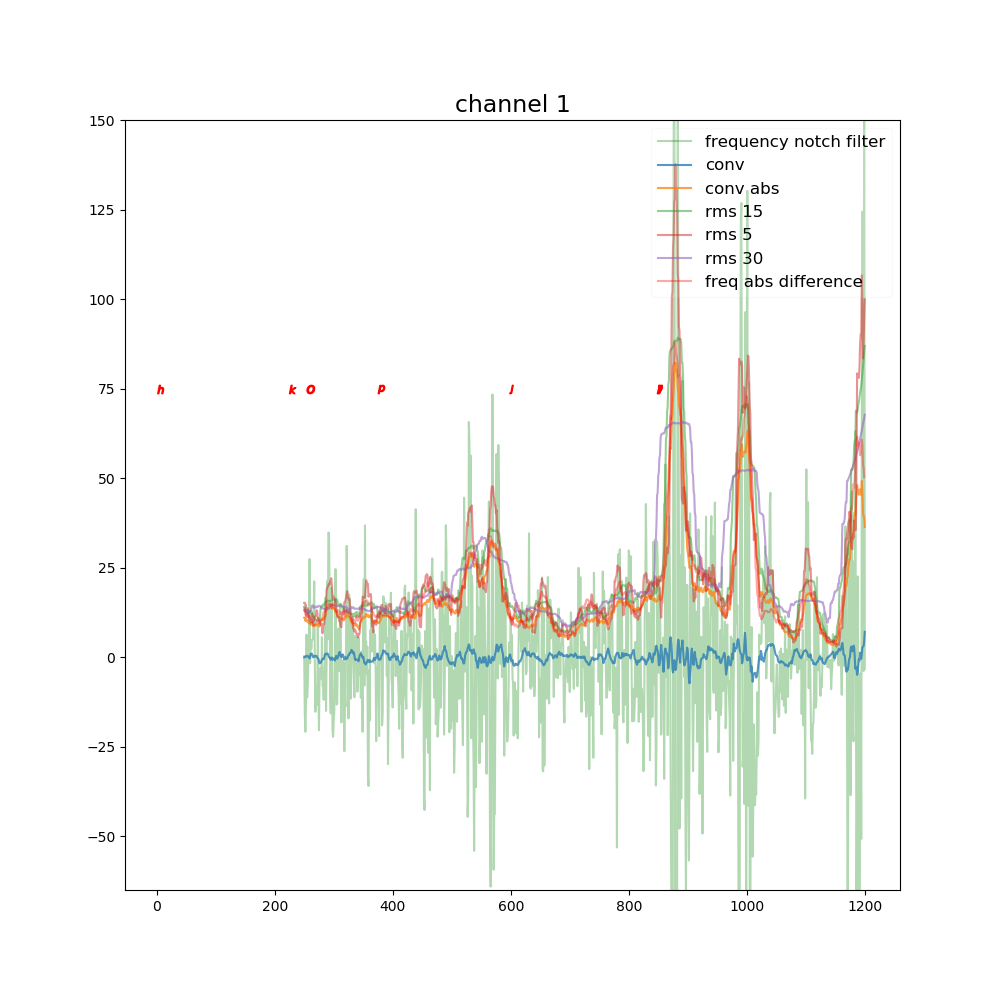 channel 1
150
125
100
75
50
25
0
−25
−50
frequency notch filter
conv
conv abs
rms 15
rms 5
rms 30
freq abs difference
h k O p j
0 200 400 600 800 1000 1200